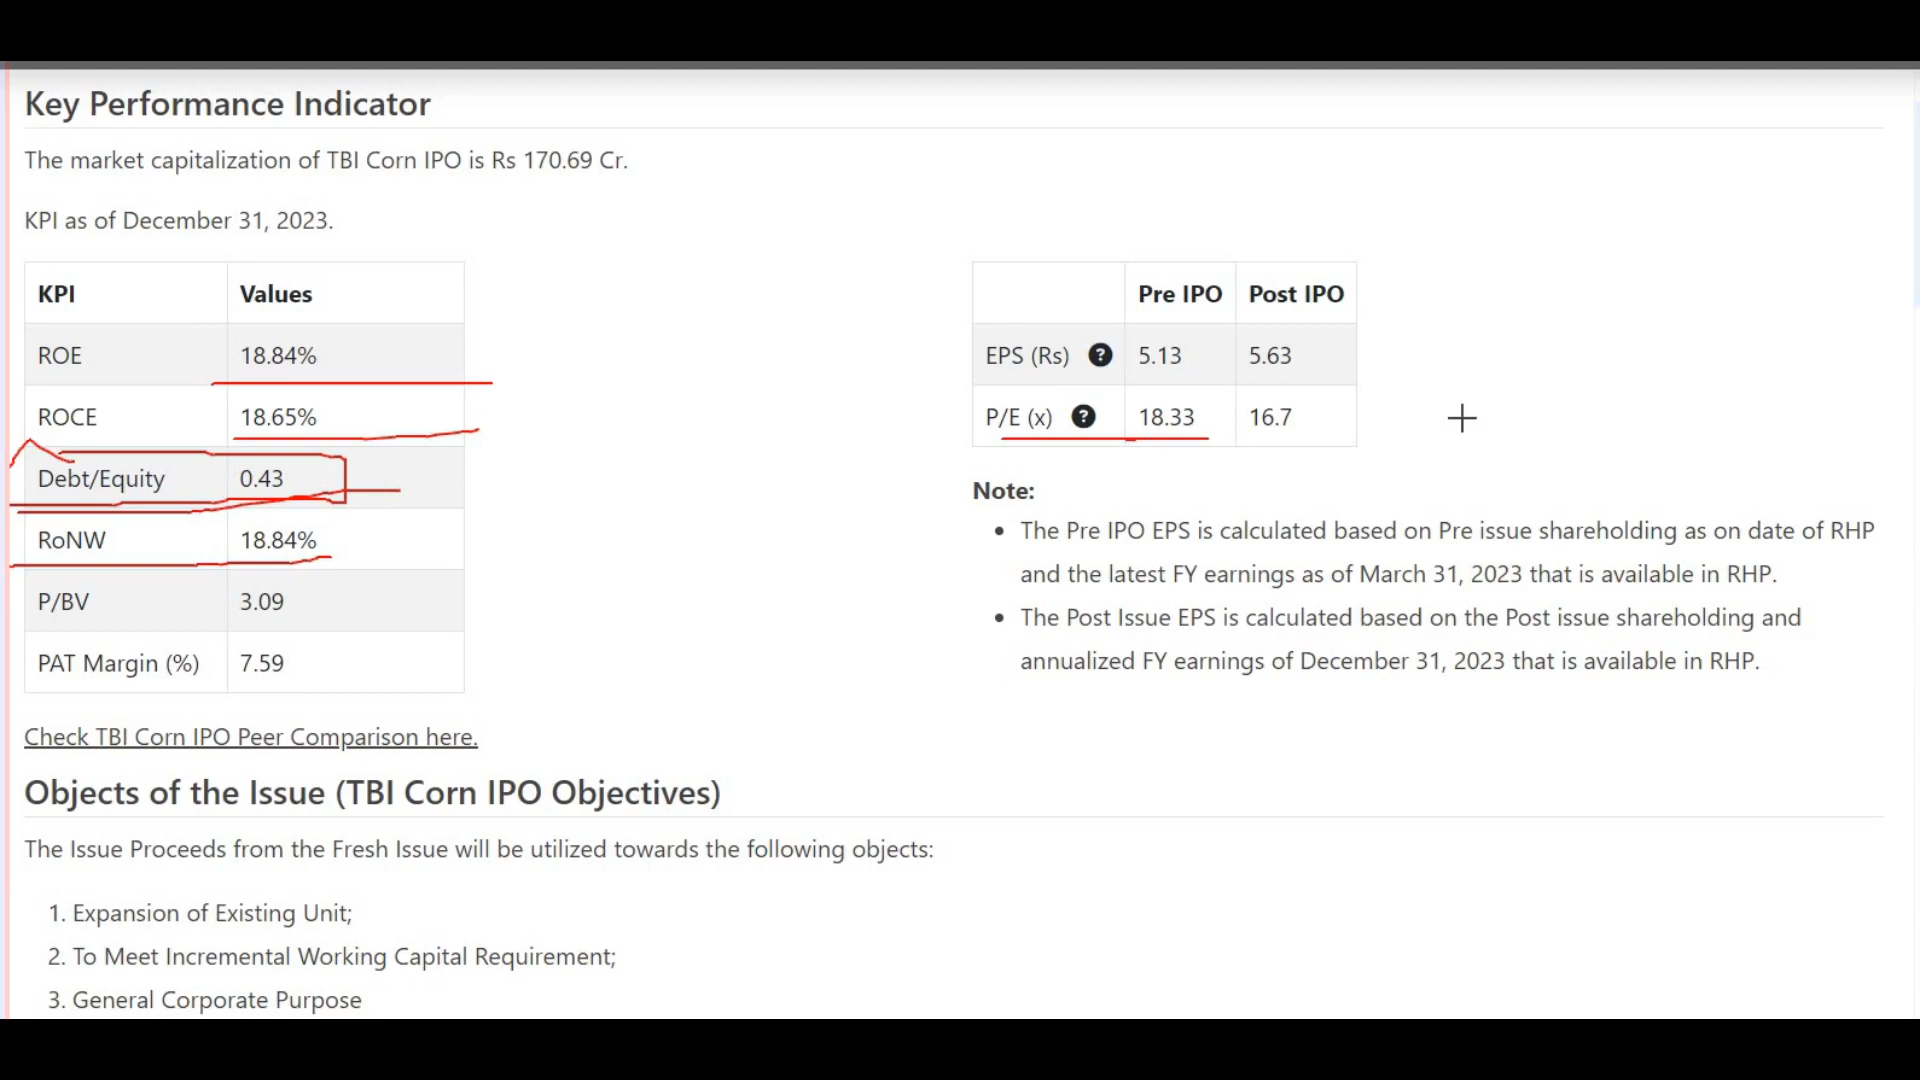 Key Performance Indicator
The market capitalization of TBI Corn IPO is Rs 170.69 Cr.
KPI as of December 31, 2023.
KPI Values
ROE 18.84%
ROCE 18.65%
Debt/Equity 0.43
RoNW 18.84%
P/BV 3.09
PAT Margin (%) 7.59
Check TBI Corn IPO Peer Comparison here.
Pre IPO Post IPO
EPS (Rs) ? 5.13 5.63
P/E (x) ? 18.33 16.7
Note:
• The Pre IPO EPS is calculated based on Pre issue shareholding as on date of RHP
and the latest FY earnings as of March 31, 2023 that is available in RHP.
• The Post Issue EPS is calculated based on the Post issue shareholding and
annualized FY earnings of December 31, 2023 that is available in RHP.
Objects of the Issue (TBI Corn IPO Objectives)
The Issue Proceeds from the Fresh Issue will be utilized towards the following objects:
1. Expansion of Existing Unit;
2. To Meet Incremental Working Capital Requirement;
3. General Corporate Purpose